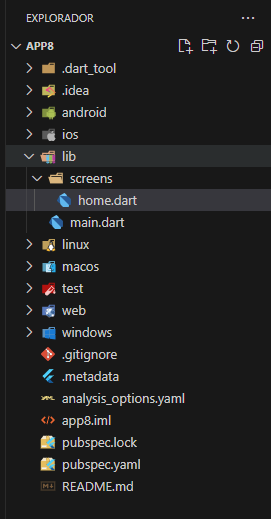 EXPLORADOR
APP8
.dart_tool
.idea
android
ios
lib
screens
home.dart
main.dart
linux
macos
test
web
windows
.gitignore
.metadata
analysis_options.yaml
app8.iml
pubspec.lock
pubspec.yaml
README.md